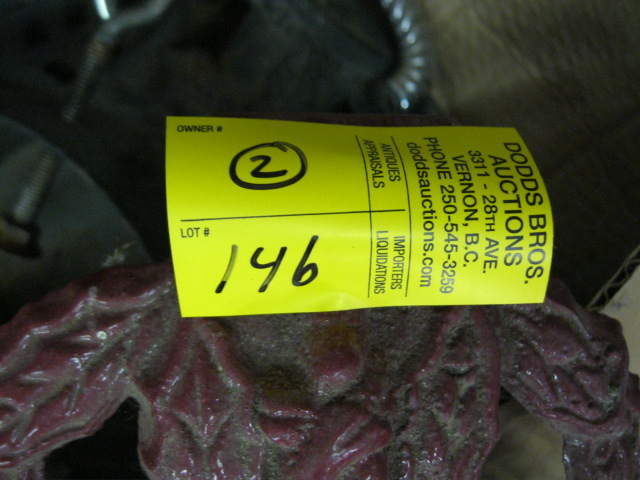 OWNER #
2
LOT #
146
ANTIQUES
APPRAISALS
IMPORTERS
LIQUIDATIONS
DODDS BROS.
AUCTIONS
3311 - 28TH AVE.
VERNON, B.C.
PHONE 250-545-3259
doddsauctions.com